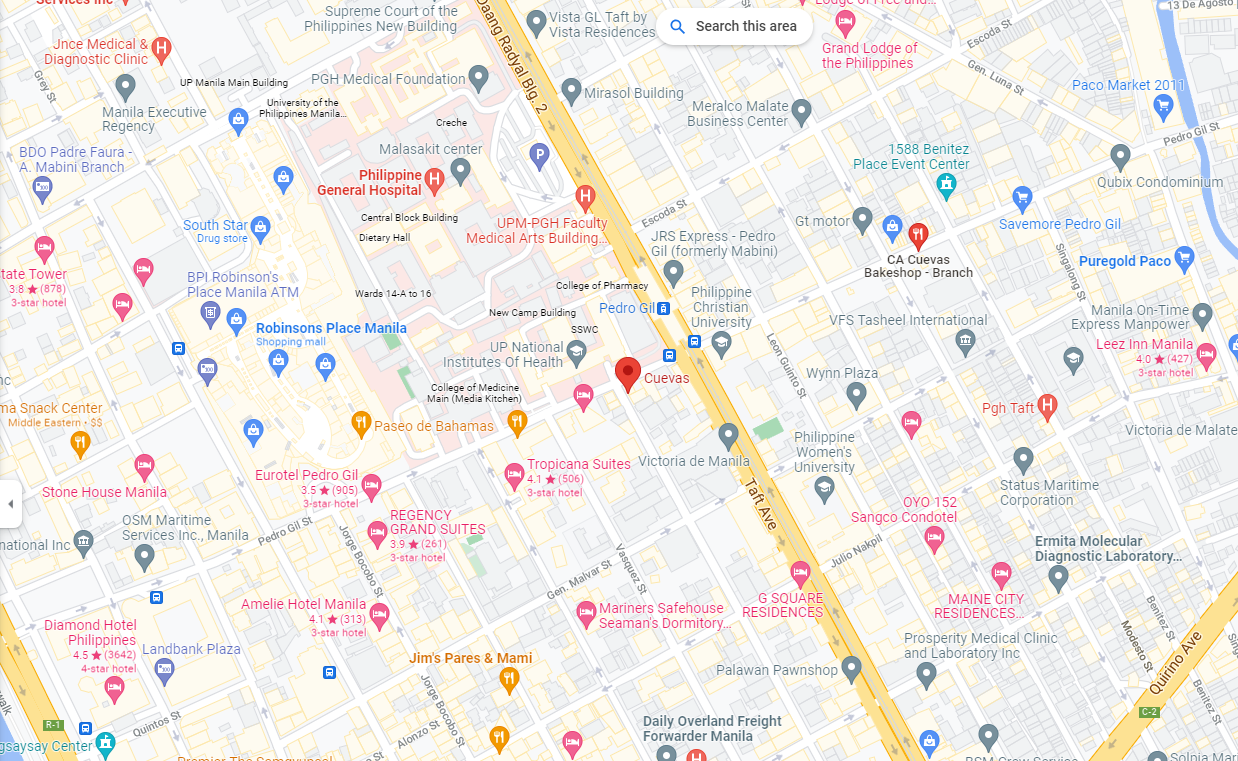 Services Inc
Supreme Court of the
Philippines New Building
Daang Radyal Blg. 2
Vista GL Taft by
Vista Residences
Search this area
Lodge of Free and...
Grand Lodge of
the Philippines
Escoda St
13 De Agosto
Jnce Medical &
Diagnostic Clinic
Grey St
UP Manila Main Building
PGH Medical Foundation
Mirasol Building
Gen. Luna St
Paco Market 2011
Manila Executive
Regency
University of the
Philippines Manila...
Creche
Meralco Malate
Business Center
Pedro Gil St
BDO Padre Faura -
A. Mabini Branch
Malasakit center
P
1588 Benitez
Place Event Center
Philippine
General Hospital
Qubix Condominium
South Star
Drug store
Central Block Building
Dietary Hall
UPM-PGH Faculty
Medical Arts Building...
Escoda St
Gt motor
Savemore Pedro Gil
JRS Express - Pedro
Gil (formerly Mabini)
CA Cuevas
Bakeshop - Branch
Singalong St
Puregold Paco
state Tower
3.8 (878)
3-star hotel
BPI Robinson's
Place Manila ATM
Wards 14-A to 16
College of Pharmacy
Pedro Gil
Philippine
Christian
University
New Camp Building
SSWC
VFS Tasheel International
Manila On-Time
Express Manpower
Robinsons Place Manila
Shopping mall
UP National
Institutes Of Health
Leon Guinto St
Leez Inn Manila
4.0 (427)
3-star hotel
Cuevas
Wynn Plaza
College of Medicine
Main (Media Kitchen)
ma Snack Center
Middle Eastern · $$
Paseo de Bahamas
Pgh Taft
Victoria de Malate
Victoria de Manila
Philippine
Women's
University
Tropicana Suites
4.1 (506)
3-star hotel
Eurotel Pedro Gil
3.5 (905)
3-star hotel
Stone House Manila
Taft Ave
Status Maritime
Corporation
OYO 152
Sangco Condotel
REGENCY
GRAND SUITES
3.9 (261)
3-star hotel
OSM Maritime
Services Inc., Manila
national Inc
Pedro Gil St
Jorge Bocobo St
Vasquez St
Gen. Malvar St
Julio Nakpil
Ermita Molecular
Diagnostic Laboratory...
G SQUARE
RESIDENCES
MAINE CITY
RESIDENCES...
Amelie Hotel Manila
4.1 (313)
3-star hotel
Mariners Safehouse
Seaman's Dormitory...
Benitez St
Modesto St
Quirino Ave
Diamond Hotel
Philippines
4.5 (3642)
4-star hotel
Landbank Plaza
Jim's Pares & Mami
Prosperity Medical Clinic
and Laboratory Inc
Palawan Pawnshop
Benitez St
Jorge Bocobo St
R-1
Quintos St
Alonzo St
C-2
Daily Overland Freight
Forwarder Manila
gsaysay Center
Premier The Samgyupsal
BSM Crew Service
Solpia Mar